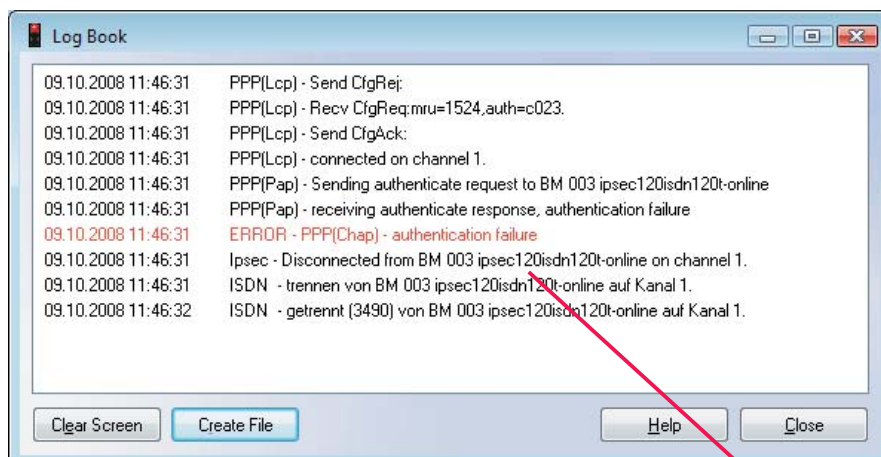 Log Book
09.10.2008 11:46:31 PPP(Lcp) - Send CfgRej:
09.10.2008 11:46:31 PPP(Lcp) - Recv CfgReq:mru=1524,auth=c023.
09.10.2008 11:46:31 PPP(Lcp) - Send CfgAck:
09.10.2008 11:46:31 PPP(Lcp) - connected on channel 1.
09.10.2008 11:46:31 PPP(Pap) - Sending authenticate request to BM 003 ipsec120isdn120t-online
09.10.2008 11:46:31 PPP(Pap) - receiving authenticate response, authentication failure
09.10.2008 11:46:31 ERROR - PPP(Chap) - authentication failure
09.10.2008 11:46:31 Ipsec - Disconnected from BM 003 ipsec120isdn120t-online on channel 1.
09.10.2008 11:46:31 ISDN - trennen von BM 003 ipsec120isdn120t-online auf Kanal 1.
09.10.2008 11:46:32 ISDN - getrennt (3490) von BM 003 ipsec120isdn120t-online auf Kanal 1.
Clear Screen Create File Help Close